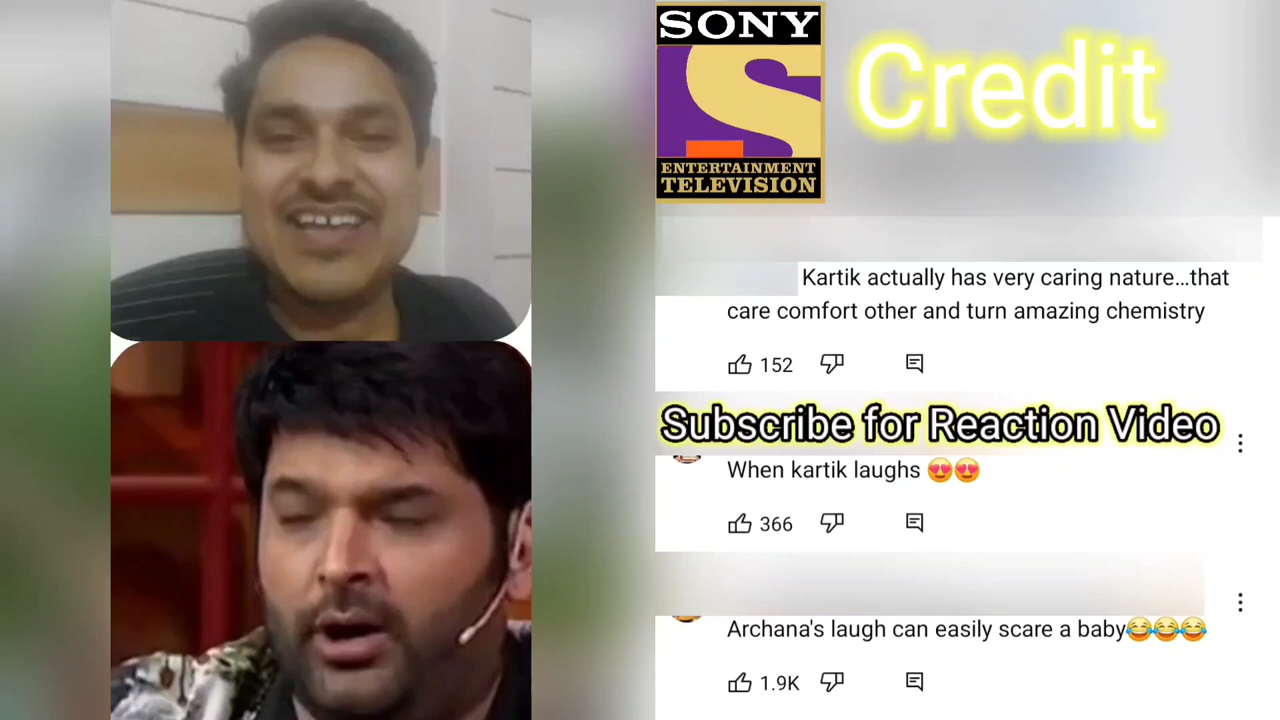 SONY
ENTERTAINMENT
TELEVISION
Credit
Kartik actually has very caring nature...that
care comfort other and turn amazing chemistry
152
Subscribe for Reaction Video
When kartik laughs 😍😍
366
Archana's laugh can easily scare a baby😂😂😂
1.9K